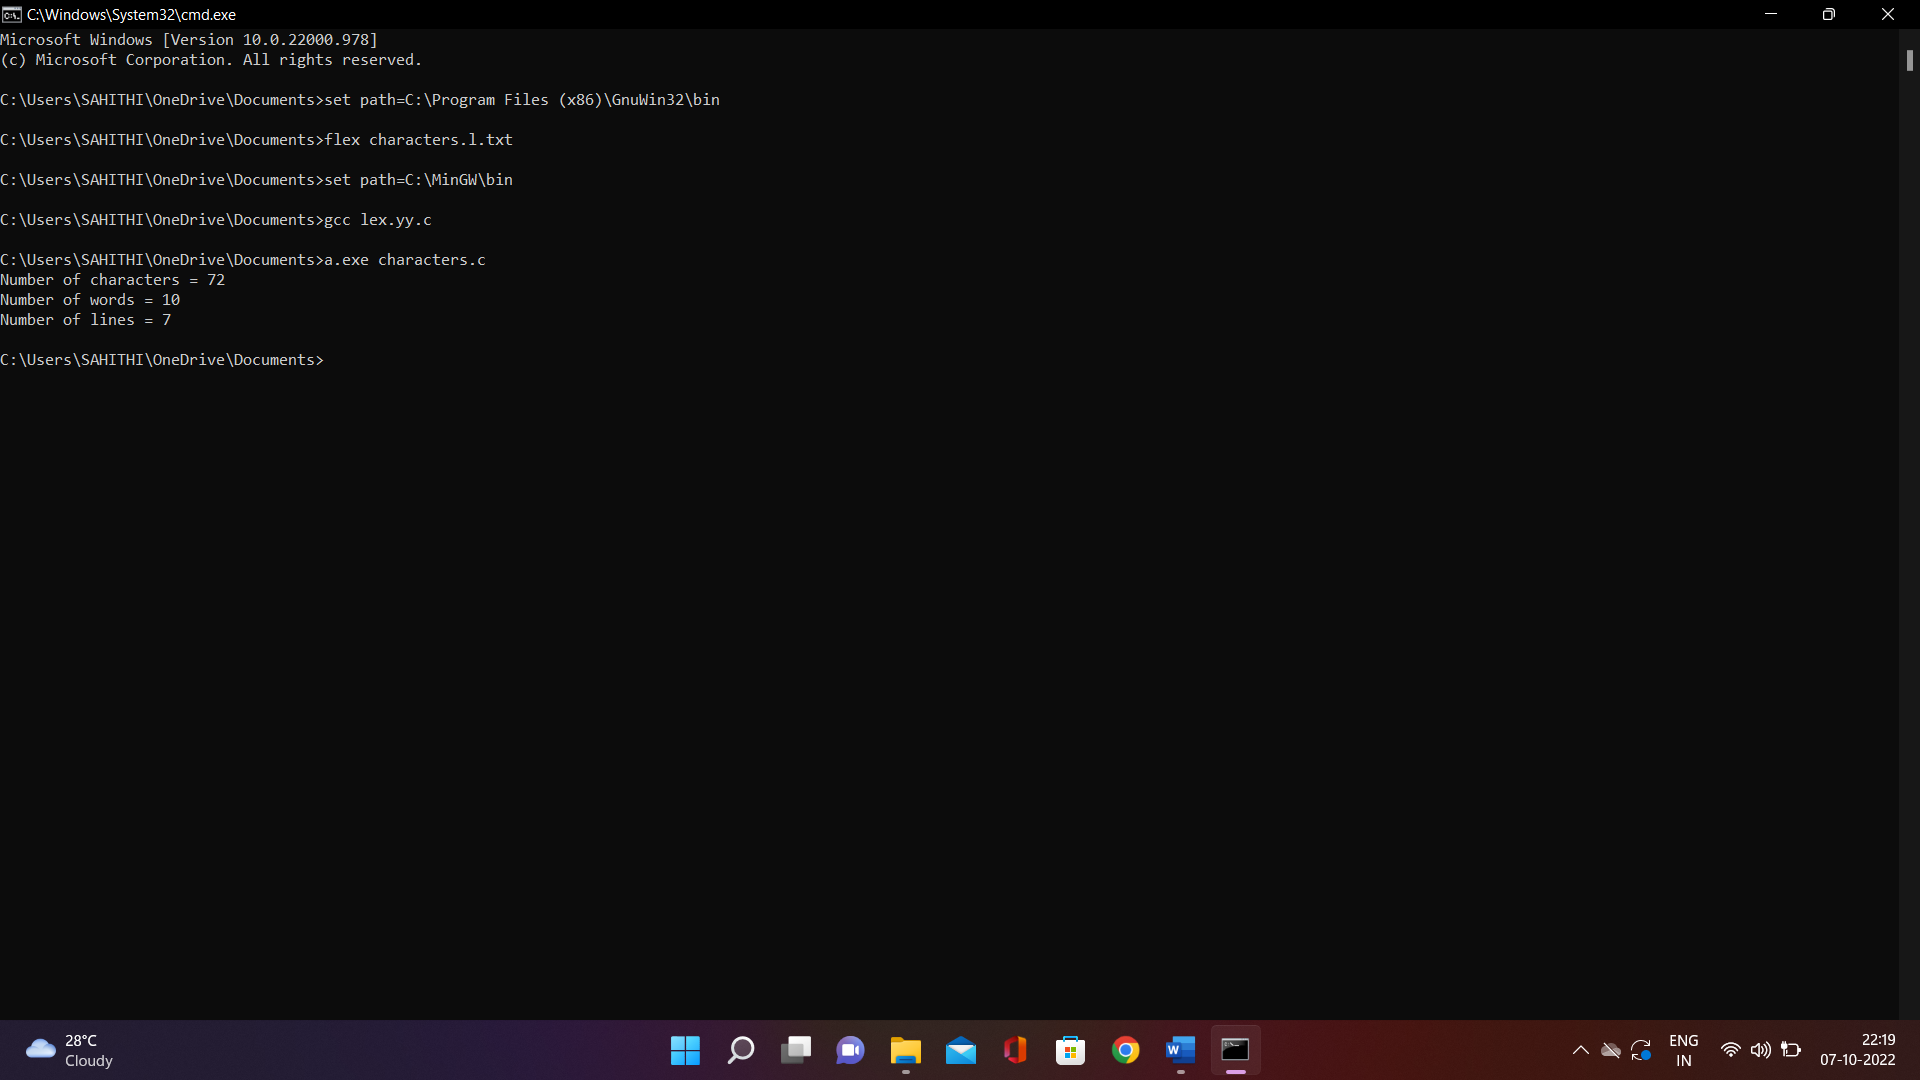 C:\Windows\System32\cmd.exe
Microsoft Windows [Version 10.0.22000.978]
(c) Microsoft Corporation. All rights reserved.
C:\Users\SAHITHI\OneDrive\Documents>set path=C:\Program Files (x86)\GnuWin32\bin
C:\Users\SAHITHI\OneDrive\Documents>flex characters.l.txt
C:\Users\SAHITHI\OneDrive\Documents>set path=C:\MinGW\bin
C:\Users\SAHITHI\OneDrive\Documents>gcc lex.yy.c
C:\Users\SAHITHI\OneDrive\Documents>a.exe characters.c
Number of characters = 72
Number of words = 10
Number of lines = 7
C:\Users\SAHITHI\OneDrive\Documents>
28°C
Cloudy
ENG
IN
22:19
07-10-2022